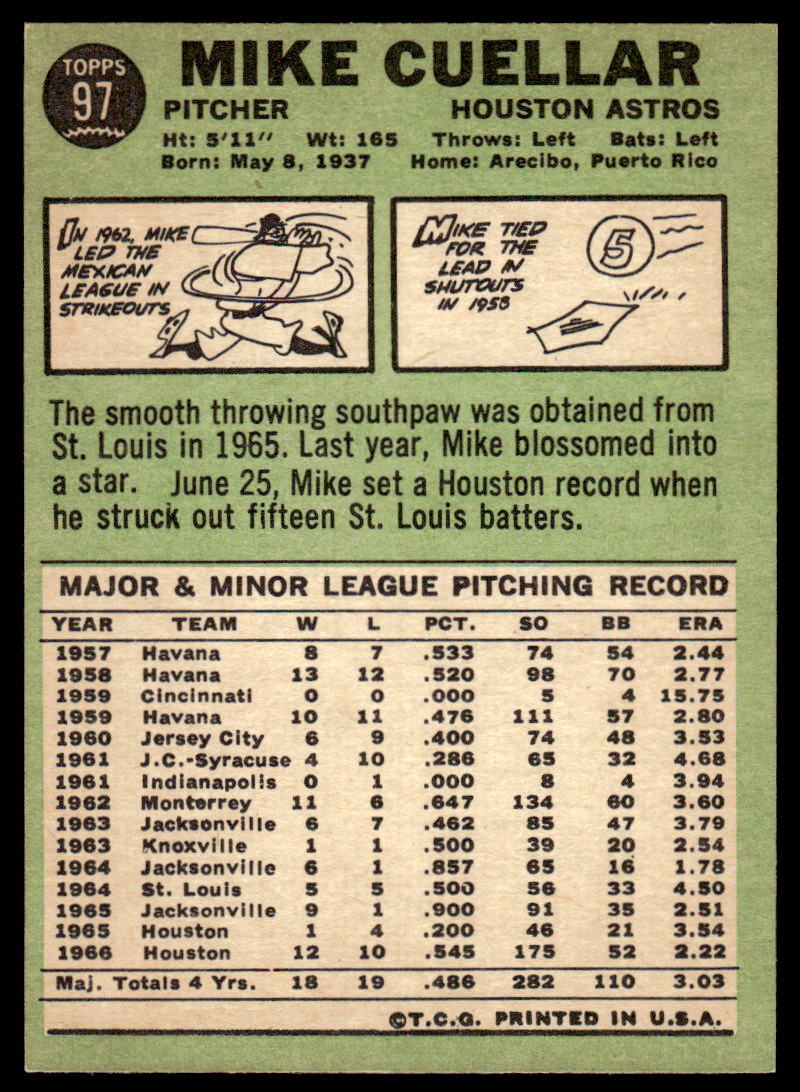 TOPPS
97
MIKE CUELLAR
PITCHER HOUSTON ASTROS
Ht: 5'11" Wt: 165 Throws: Left Bats: Left
Born: May 8, 1937 Home: Arecibo, Puerto Rico
IN 1962, MIKE
LED THE
MEXICAN
LEAGUE IN
STRIKEOUTS
MIKE TIED
FOR THE
LEAD IN
SHUTOUTS
IN 1958
5
The smooth throwing southpaw was obtained from
St. Louis in 1965. Last year, Mike blossomed into
a star. June 25, Mike set a Houston record when
he struck out fifteen St. Louis batters.
MAJOR & MINOR LEAGUE PITCHING RECORD
YEAR TEAM W L PCT. SO BB ERA
1957 Havana 8 7 .533 74 54 2.44
1958 Havana 13 12 .520 98 70 2.77
1959 Cincinnati 0 0 .000 5 4 15.75
1959 Havana 10 11 .476 111 57 2.80
1960 Jersey City 6 9 .400 74 48 3.53
1961 J.C.-Syracuse 4 10 .286 65 32 4.68
1961 Indianapolis 0 1 .000 8 4 3.94
1962 Monterrey 11 6 .647 134 60 3.60
1963 Jacksonville 6 7 .462 85 47 3.79
1963 Knoxville 1 1 .500 39 20 2.54
1964 Jacksonville 6 1 .857 65 16 1.78
1964 St. Louis 5 5 .500 56 33 4.50
1965 Jacksonville 9 1 .900 91 35 2.51
1965 Houston 1 4 .200 46 21 3.54
1966 Houston 12 10 .545 175 52 2.22
Maj. Totals 4 Yrs. 18 19 .486 282 110 3.03
©T.C.G. PRINTED IN U.S.A.